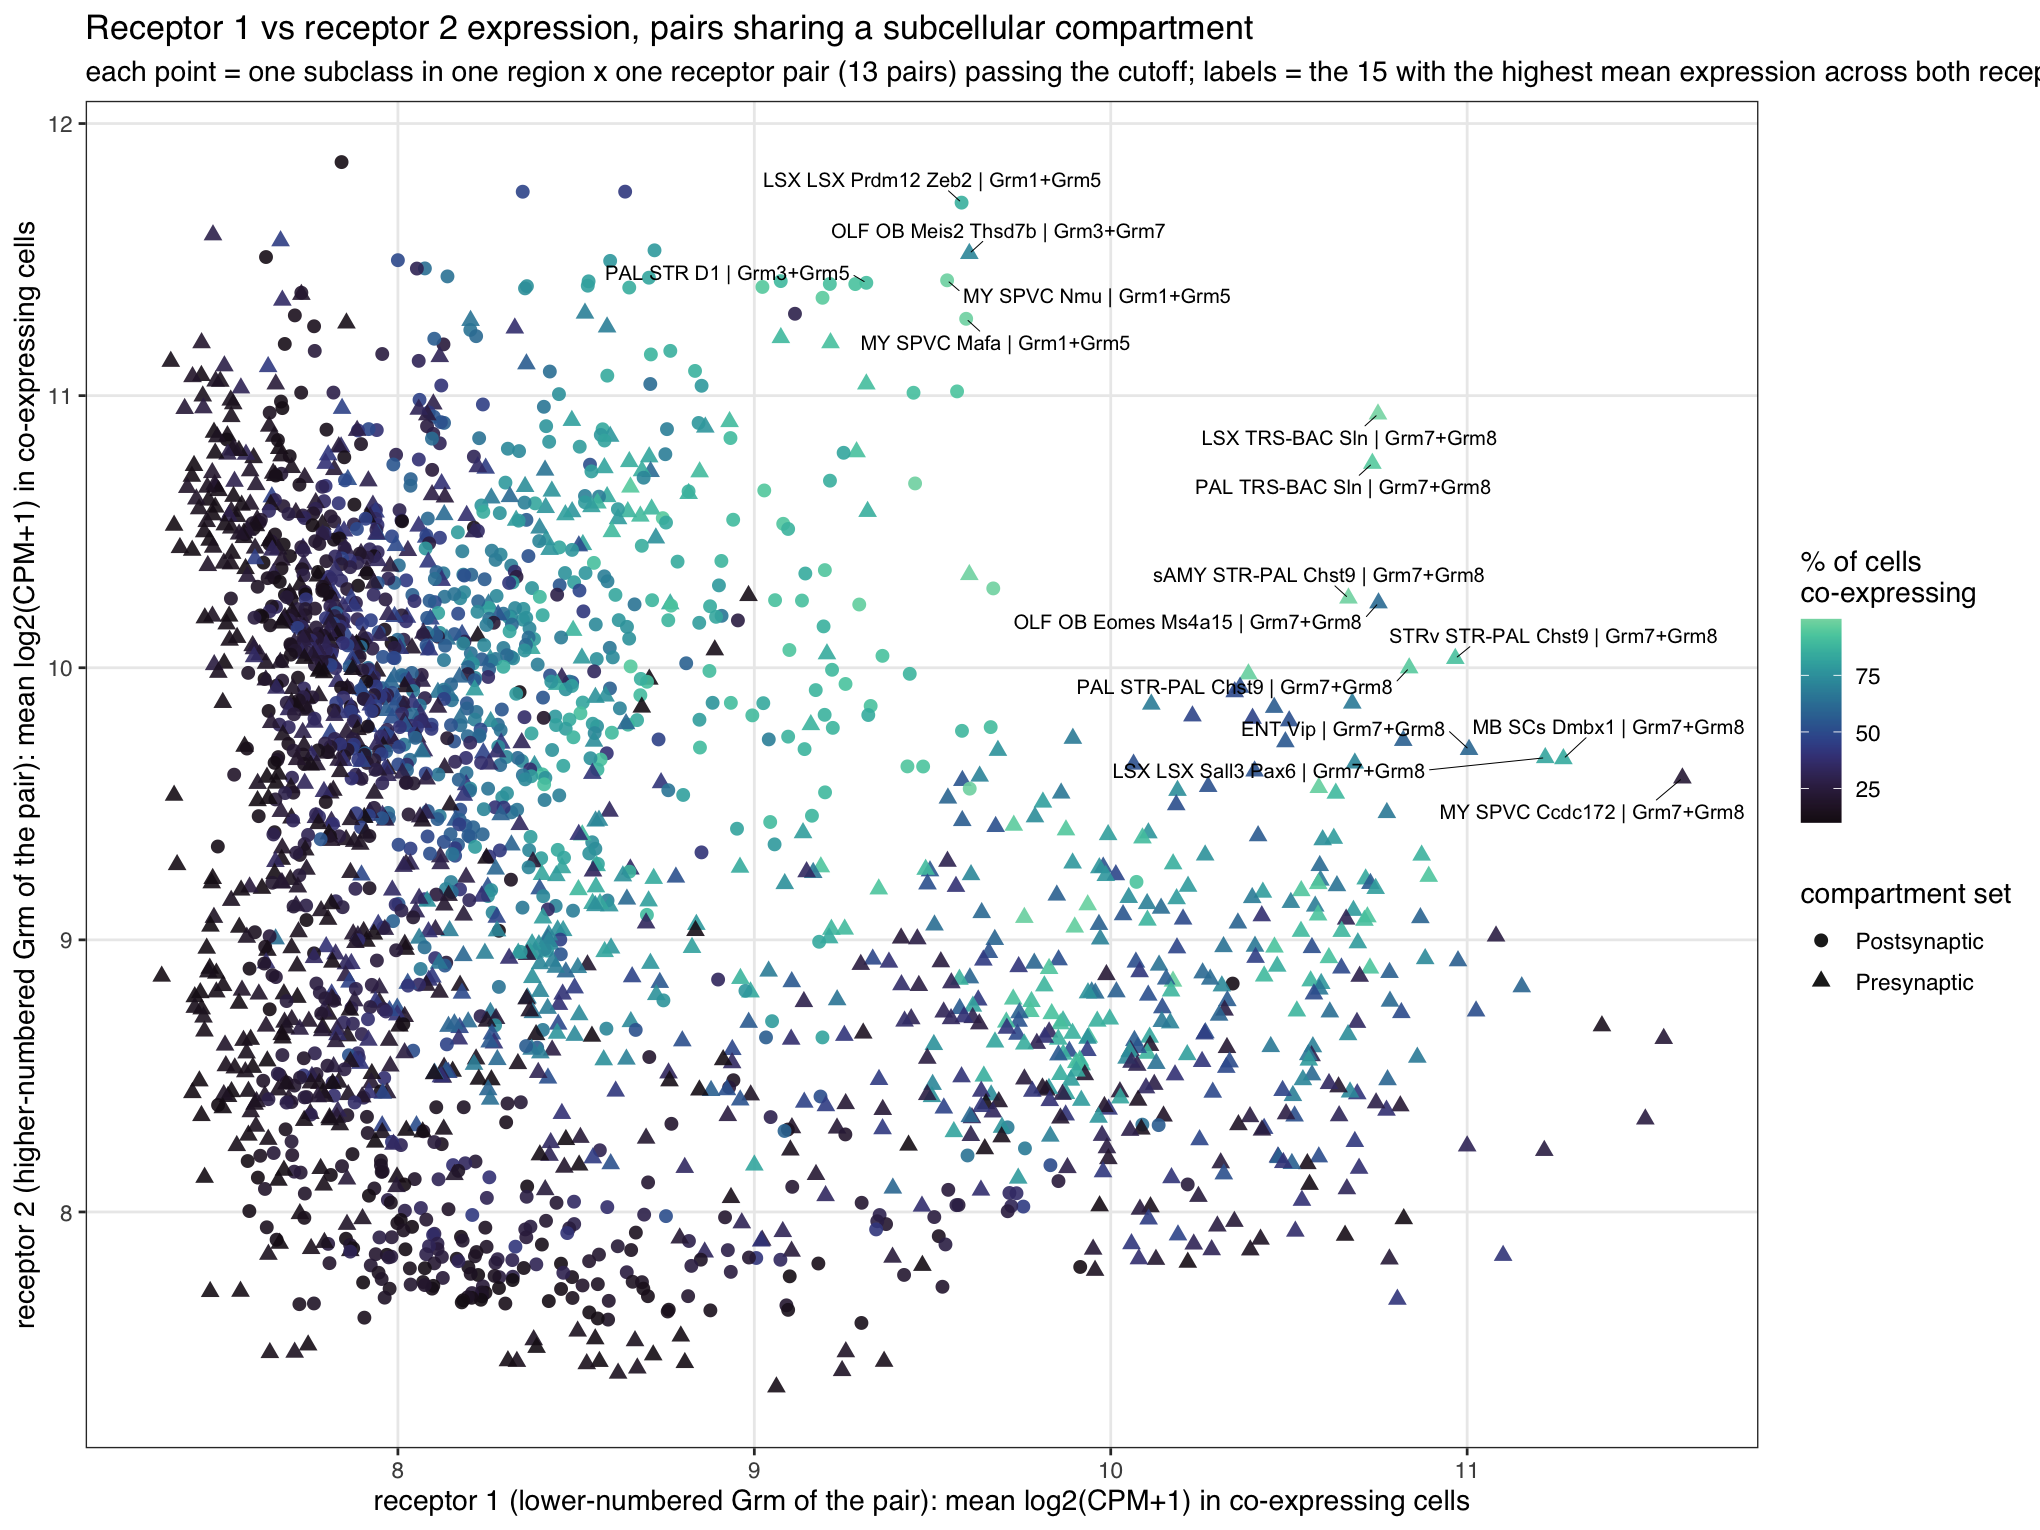 Receptor 1 vs receptor 2 expression, pairs sharing a subcellular compartment
each point = one subclass in one region x one receptor pair (13 pairs) passing the cutoff; labels = the 15 with the highest mean expression across both recep
12
11
10
9
8
receptor 2 (higher-numbered Grm of the pair): mean log2(CPM+1) in co-expressing cells
LSX LSX Prdm12 Zeb2 | Grm1+Grm5
OLF OB Meis2 Thsd7b | Grm3+Grm7
PAL STR D1 | Grm3+Grm5
MY SPVC Nmu | Grm1+Grm5
MY SPVC Mafa | Grm1+Grm5
LSX TRS-BAC Sln | Grm7+Grm8
PAL TRS-BAC Sln | Grm7+Grm8
sAMY STR-PAL Chst9 | Grm7+Grm8
OLF OB Eomes Ms4a15 | Grm7+Grm8
STRv STR-PAL Chst9 | Grm7+Grm8
PAL STR-PAL Chst9 | Grm7+Grm8
ENT Vip | Grm7+Grm8
MB SCs Dmbx1 | Grm7+Grm8
LSX LSX Sall3 Pax6 | Grm7+Grm8
MY SPVC Ccdc172 | Grm7+Grm8
8
9
10
11
receptor 1 (lower-numbered Grm of the pair): mean log2(CPM+1) in co-expressing cells
% of cells
co-expressing
75
50
25
compartment set
Postsynaptic
Presynaptic